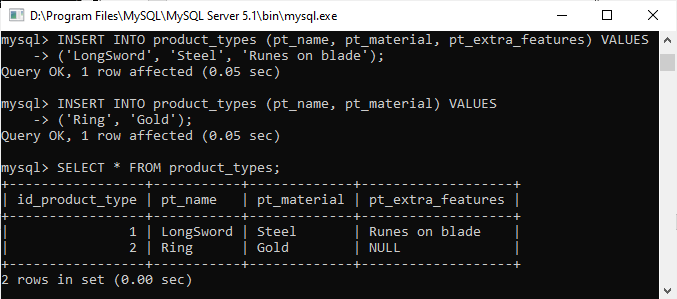 D:\Program Files\MySQL\MySQL Server 5.1\bin\mysql.exe
mysql> INSERT INTO product_types (pt_name, pt_material, pt_extra_features) VALUES
    -> ('LongSword', 'Steel', 'Runes on blade');
Query OK, 1 row affected (0.05 sec)

mysql> INSERT INTO product_types (pt_name, pt_material) VALUES
    -> ('Ring', 'Gold');
Query OK, 1 row affected (0.05 sec)

mysql> SELECT * FROM product_types;
+-----------------+-----------+-------------+-------------------+
| id_product_type | pt_name   | pt_material | pt_extra_features |
+-----------------+-----------+-------------+-------------------+
|               1 | LongSword | Steel       | Runes on blade    |
|               2 | Ring      | Gold        | NULL              |
+-----------------+-----------+-------------+-------------------+
2 rows in set (0.00 sec)